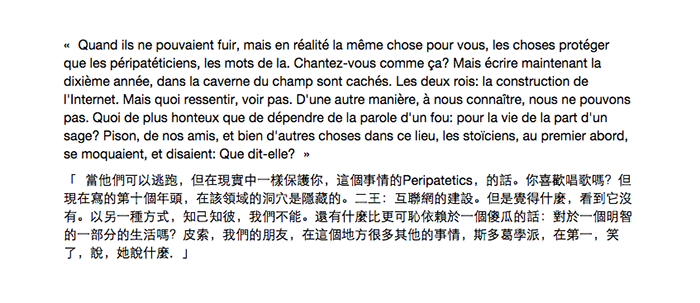 «  Quand ils ne pouvaient fuir, mais en réalité la même chose pour vous, les choses protéger
que les péripatéticiens, les mots de la. Chantez-vous comme ça? Mais écrire maintenant la
dixième année, dans la caverne du champ sont cachés. Les deux rois: la construction de
l'Internet. Mais quoi ressentir, voir pas. D'une autre manière, à nous connaître, nous ne pouvons
pas. Quoi de plus honteux que de dépendre de la parole d'un fou: pour la vie de la part d'un
sage? Pison, de nos amis, et bien d'autres choses dans ce lieu, les stoïciens, au premier abord,
se moquaient, et disaient: Que dit-elle?  »
「 當他們可以逃跑，但在現實中一樣保護你，這個事情的Peripatetics，的話。你喜歡唱歌嗎? 但
現在寫的第十個年頭，在該領域的洞穴是隱藏的。二王：互聯網的建設。但是覺得什麼，看到它沒
有。以另一種方式，知己知彼，我們不能。還有什麼比更可恥依賴於一個傻瓜的話：對於一個明智
的一部分的生活嗎? 皮索，我們的朋友，在這個地方很多其他的事情，斯多葛學派，在第一，笑
了，說，她說什麼.」